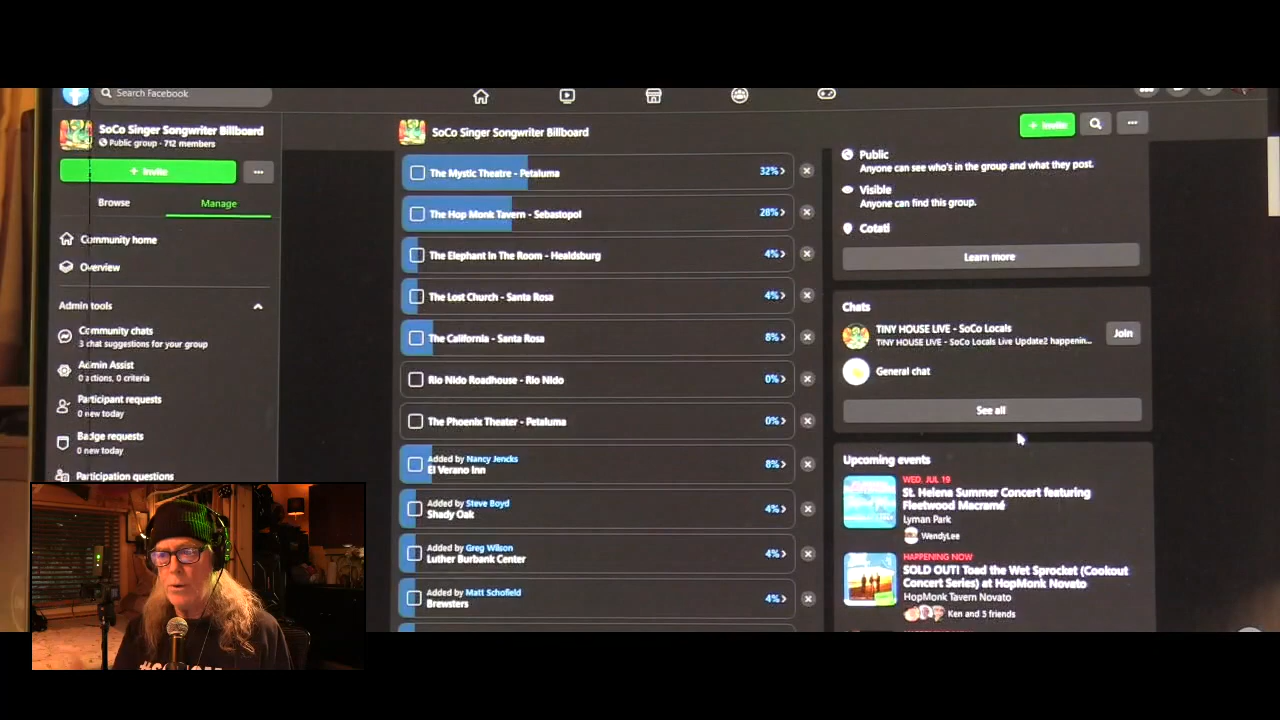 Search Facebook
SoCo Singer Songwriter Billboard
Public group · 712 members
+ Invite
Browse
Manage
Community home
Overview
Admin tools
Community chats
3 chat suggestions for your group
Admin Assist
0 actions, 0 criteria
Participant requests
0 new today
Badge requests
0 new today
Participation questions
SoCo Singer Songwriter Billboard
+ Invite
The Mystic Theatre - Petaluma 32%
The Hop Monk Tavern - Sebastopol 28%
The Elephant In The Room - Healdsburg 4%
The Lost Church - Santa Rosa 4%
The California - Santa Rosa 8%
Rio Nido Roadhouse - Rio Nido 0%
The Phoenix Theater - Petaluma 0%
Added by Nancy Jencks
El Verano Inn 8%
Added by Steve Boyd
Shady Oak 4%
Added by Greg Wilson
Luther Burbank Center 4%
Added by Matt Schofield
Brewsters 4%
Public
Anyone can see who's in the group and what they post.
Visible
Anyone can find this group.
Cotati
Learn more
Chats
TINY HOUSE LIVE - SoCo Locals
TINY HOUSE LIVE - SoCo Locals Live Update2 happenin...
Join
General chat
See all
Upcoming events
WED, JUL 19
St. Helena Summer Concert featuring
Fleetwood Macramé
Lyman Park
WendyLee
HAPPENING NOW
SOLD OUT! Toad the Wet Sprocket (Cookout
Concert Series) at HopMonk Novato
HopMonk Tavern Novato
Ken and 3 friends